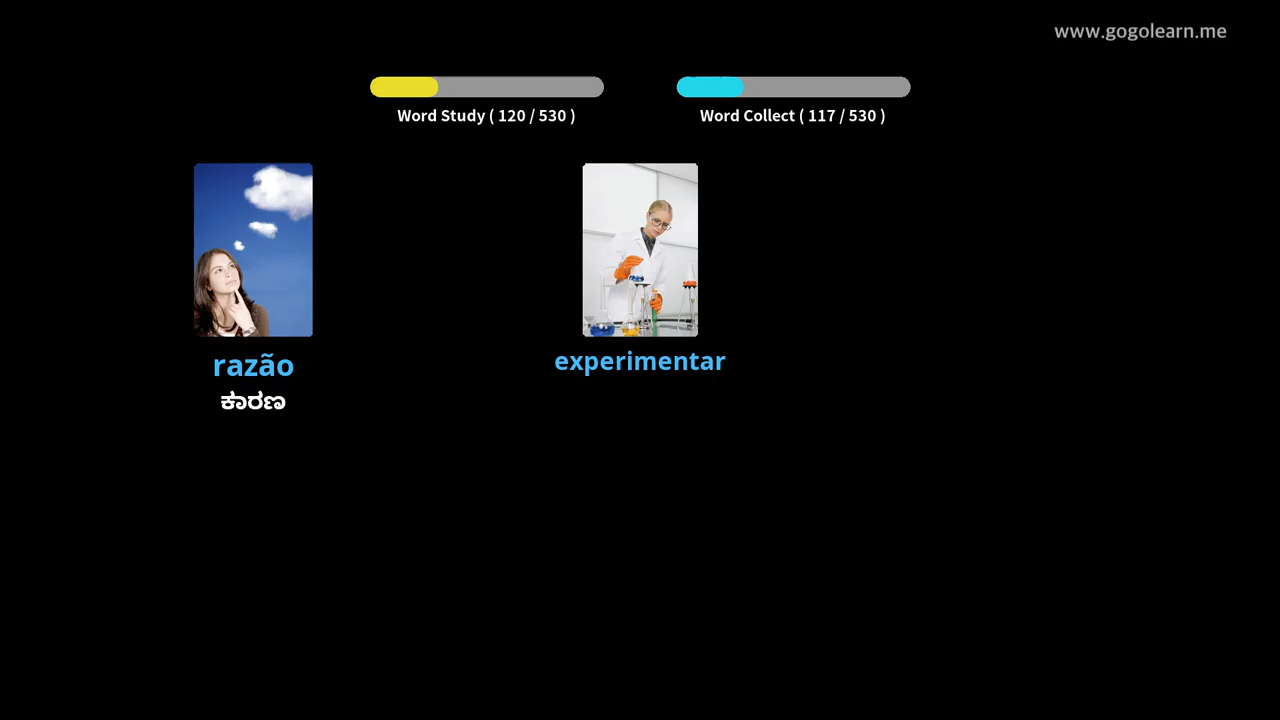 www.gogolearn.me
Word Study ( 120 / 530 )
Word Collect ( 117 / 530 )
razão
ಕಾರಣ
experimentar